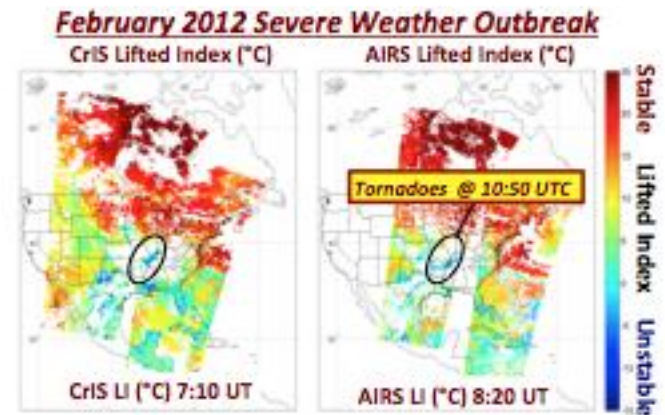 February 2012 Severe Weather Outbreak
CrIS Lifted Index (°C)
AIRS Lifted Index (°C)
Tornadoes @ 10:50 UTC
CrIS LI (°C) 7:10 UT
AIRS LI (°C) 8:20 UT
Stable
Lifted Index
Unstable